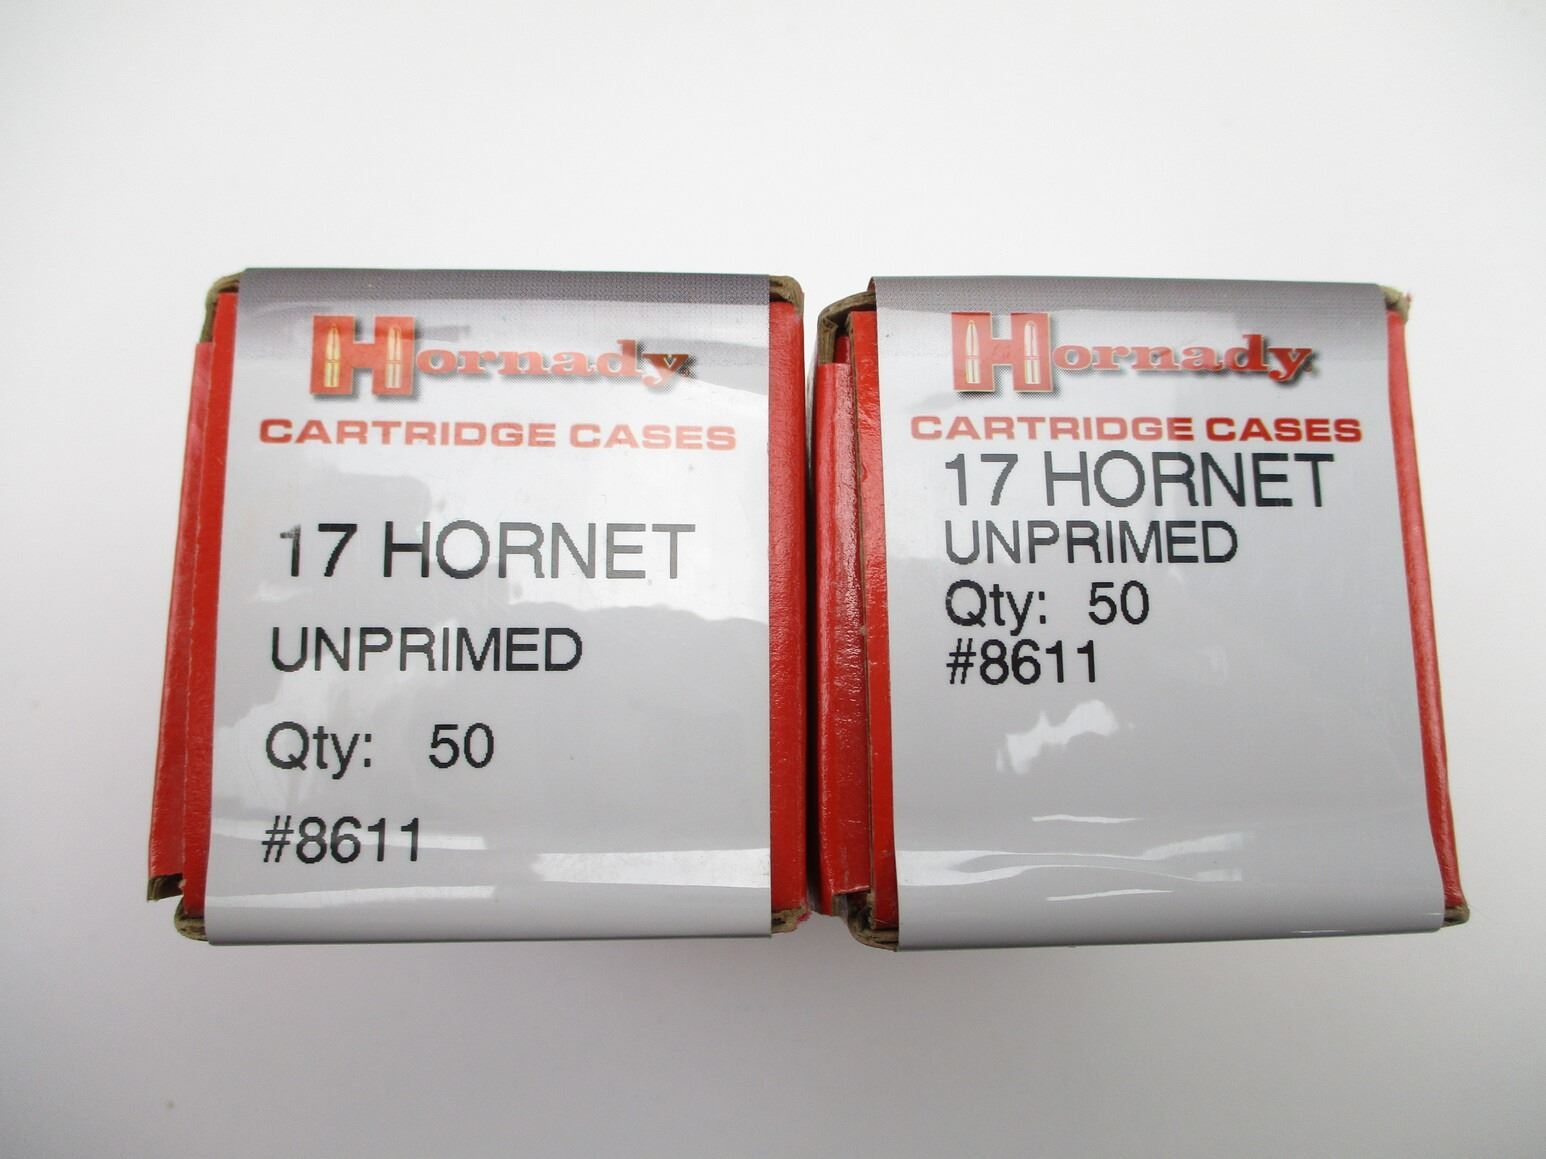 Hornady
CARTRIDGE CASES
17 HORNET
UNPRIMED
Qty: 50
#8611
Hornady
CARTRIDGE CASES
17 HORNET
UNPRIMED
Qty: 50
#8611